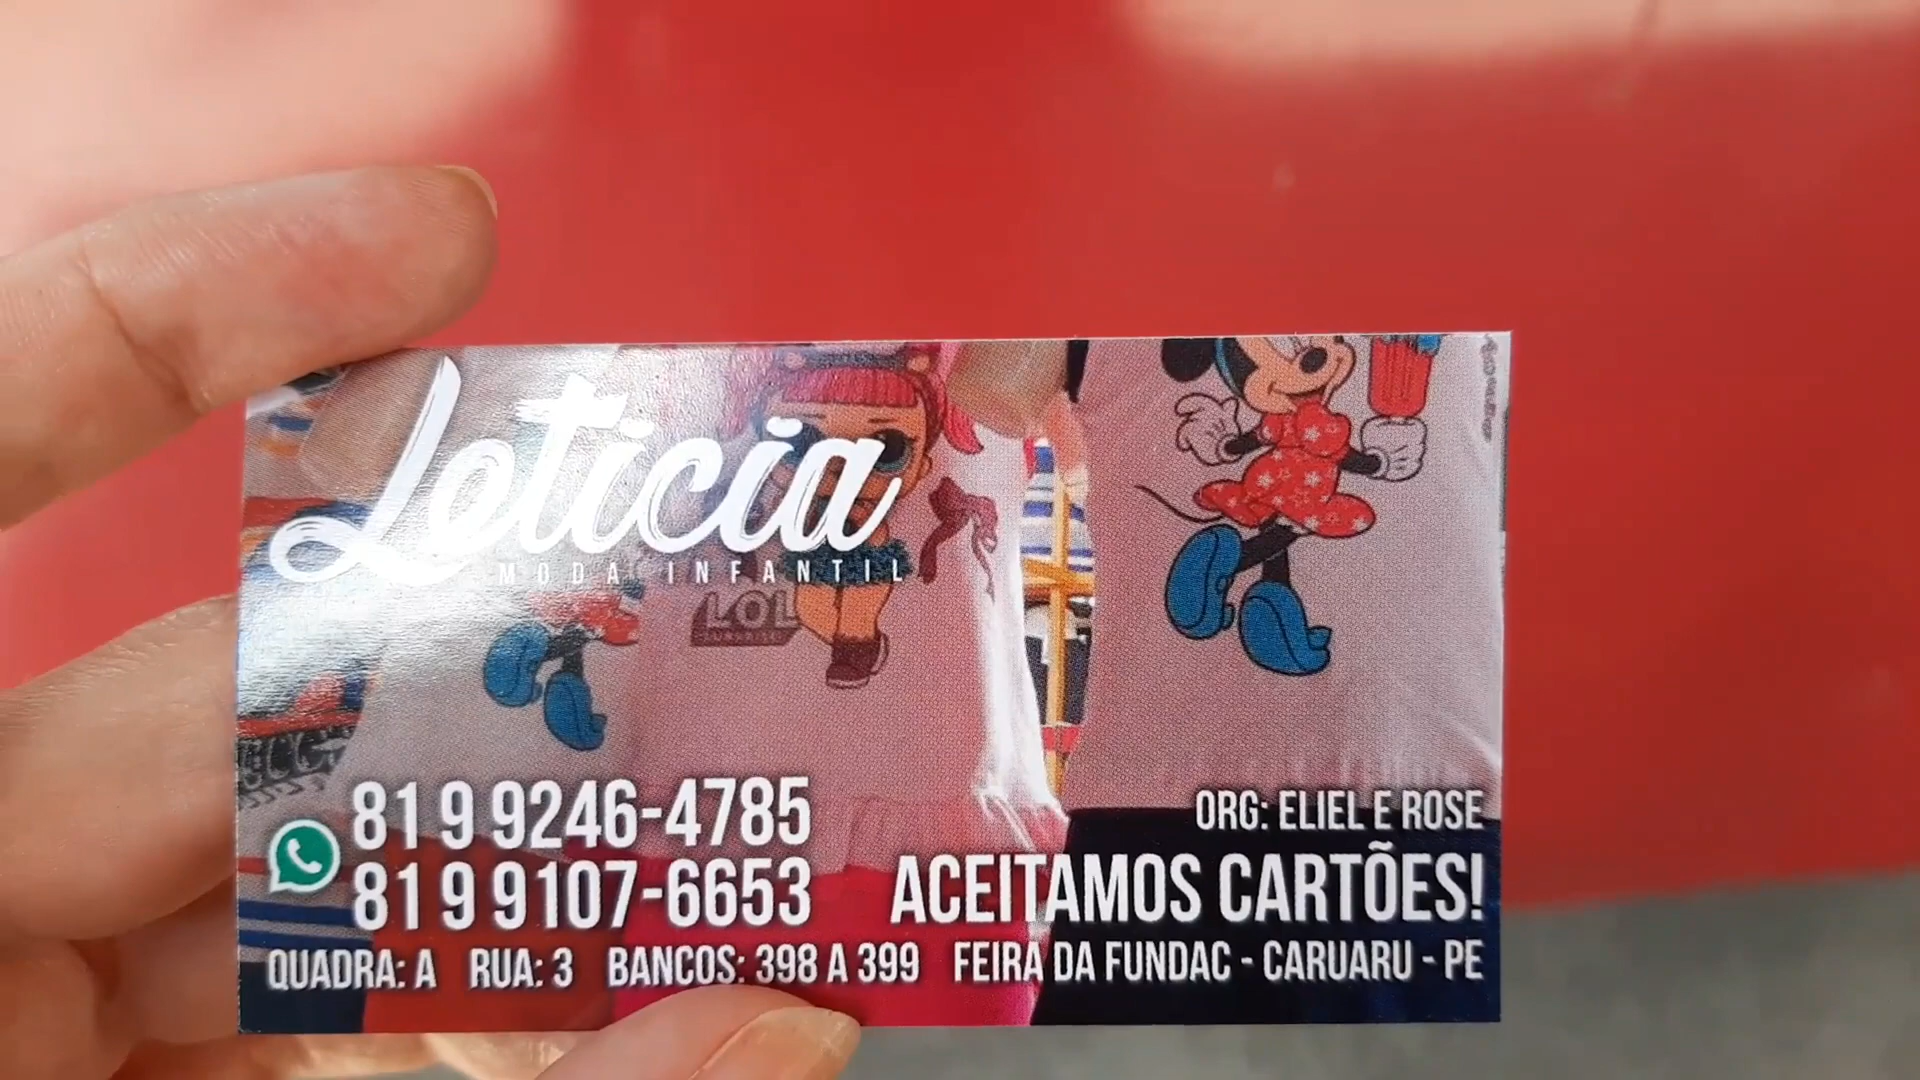 Leticia
MODA INFANTIL
LOL
SURPRISE!
81 9 9246-4785
81 9 9107-6653
ORG: ELIEL E ROSE
ACEITAMOS CARTÕES!
QUADRA: A RUA: 3 BANCOS: 398 A 399 FEIRA DA FUNDAC - CARUARU - PE